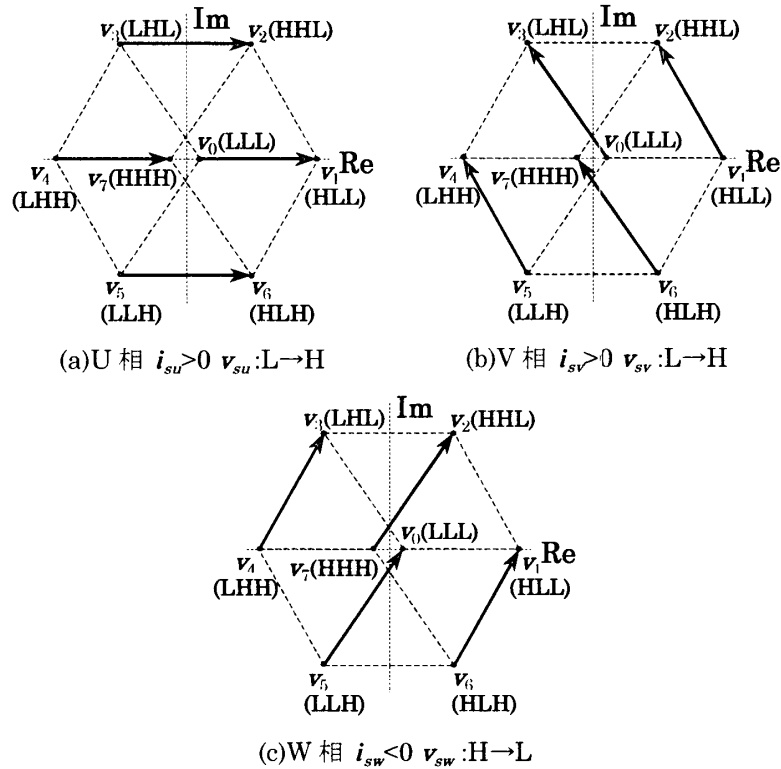 Im
v3(LHL) v2(HHL)
v0(LLL)
Re
v4 v7(HHH) v1
(LHH) (HLL)
v5 v6
(LLH) (HLH)
(a)U 相 isu>0 vsu:L→H
Im
v3(LHL) v2(HHL)
v0(LLL)
Re
v4 v7(HHH) v1
(LHH) (HLL)
v5 v6
(LLH) (HLH)
(b)V 相 isv>0 vsv:L→H
Im
v3(LHL) v2(HHL)
v0(LLL)
Re
v4 v7(HHH) v1
(LHH) (HLL)
v5 v6
(LLH) (HLH)
(c)W 相 isw<0 vsw:H→L